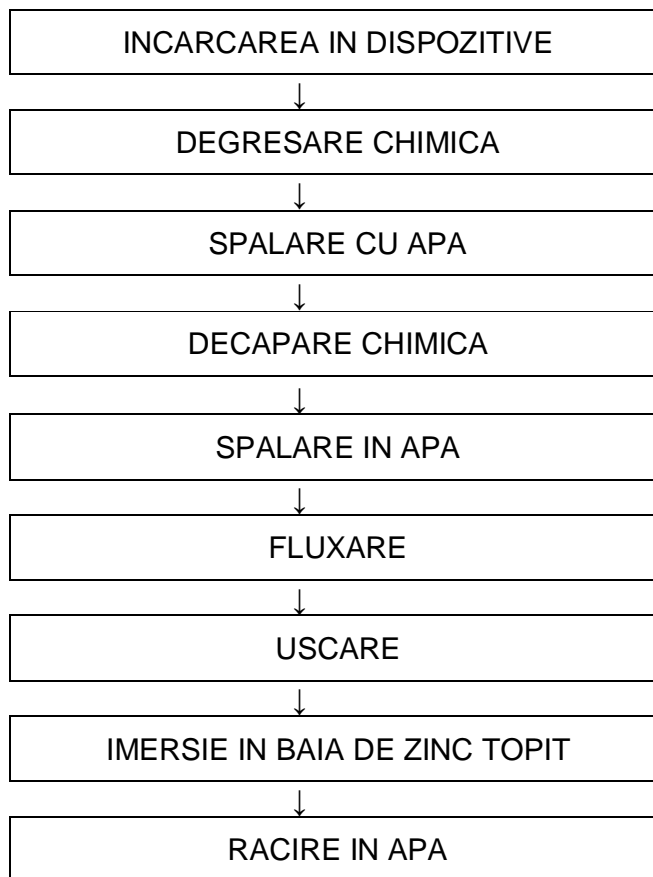 INCARCAREA IN DISPOZITIVE
↓
DEGRESARE CHIMICA
↓
SPALARE CU APA
↓
DECAPARE CHIMICA
↓
SPALARE IN APA
↓
FLUXARE
↓
USCARE
↓
IMERSIE IN BAIA DE ZINC TOPIT
↓
RACIRE IN APA